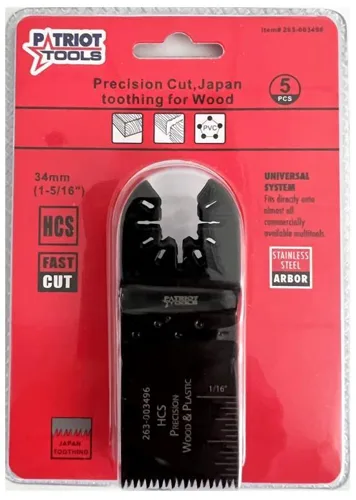 PATRIOT
TOOLS
Item# 263-003496
Precision Cut,Japan
toothing for Wood
5
PCS
PVC
34mm
(1-5/16")
HCS
FAST
CUT
UNIVERSAL
SYSTEM
Fits directly onto
almost all
commercially
available multitools.
STAINLESS
STEEL
ARBOR
PATRIOT
TOOLS
263-003496
HCS
PRECISION
WOOD & PLASTIC
1/16"
JAPAN
TOOTHING